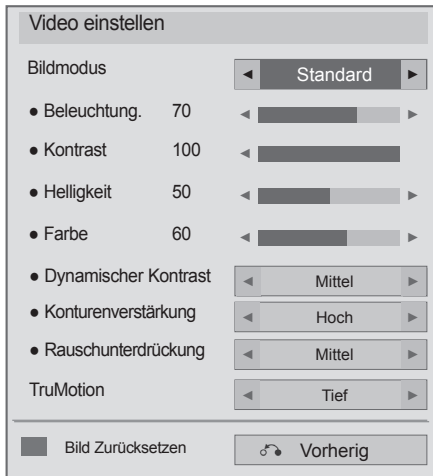 Video einstellen
Bildmodus ◄ Standard ►
● Beleuchtung. 70 ◄ ►
● Kontrast 100 ◄
● Helligkeit 50 ◄ ►
● Farbe 60 ◄ ►
● Dynamischer Kontrast ◄ Mittel ►
● Konturenverstärkung ◄ Hoch ►
● Rauschunterdrückung ◄ Mittel ►
TruMotion ◄ Tief ►
Bild Zurücksetzen Vorherig